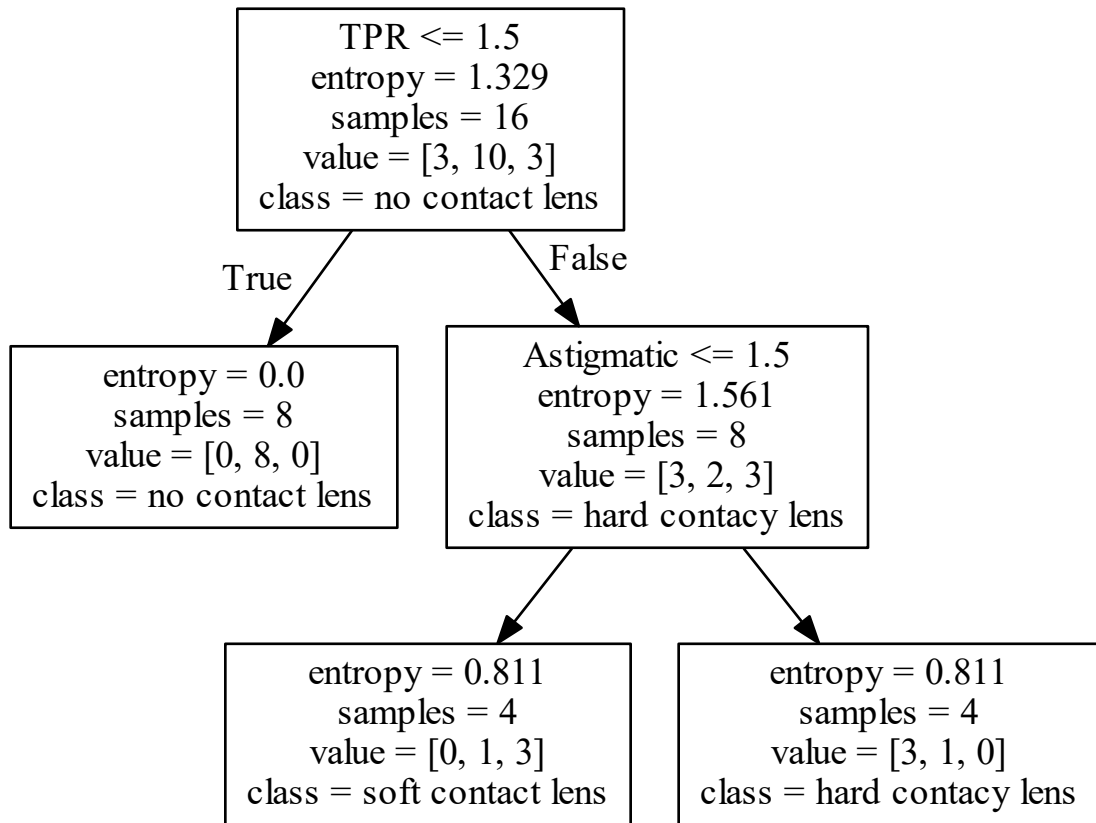 TPR <= 1.5
entropy = 1.329
samples = 16
value = [3, 10, 3]
class = no contact lens
True
False
entropy = 0.0
samples = 8
value = [0, 8, 0]
class = no contact lens
Astigmatic <= 1.5
entropy = 1.561
samples = 8
value = [3, 2, 3]
class = hard contacy lens
entropy = 0.811
samples = 4
value = [0, 1, 3]
class = soft contact lens
entropy = 0.811
samples = 4
value = [3, 1, 0]
class = hard contacy lens